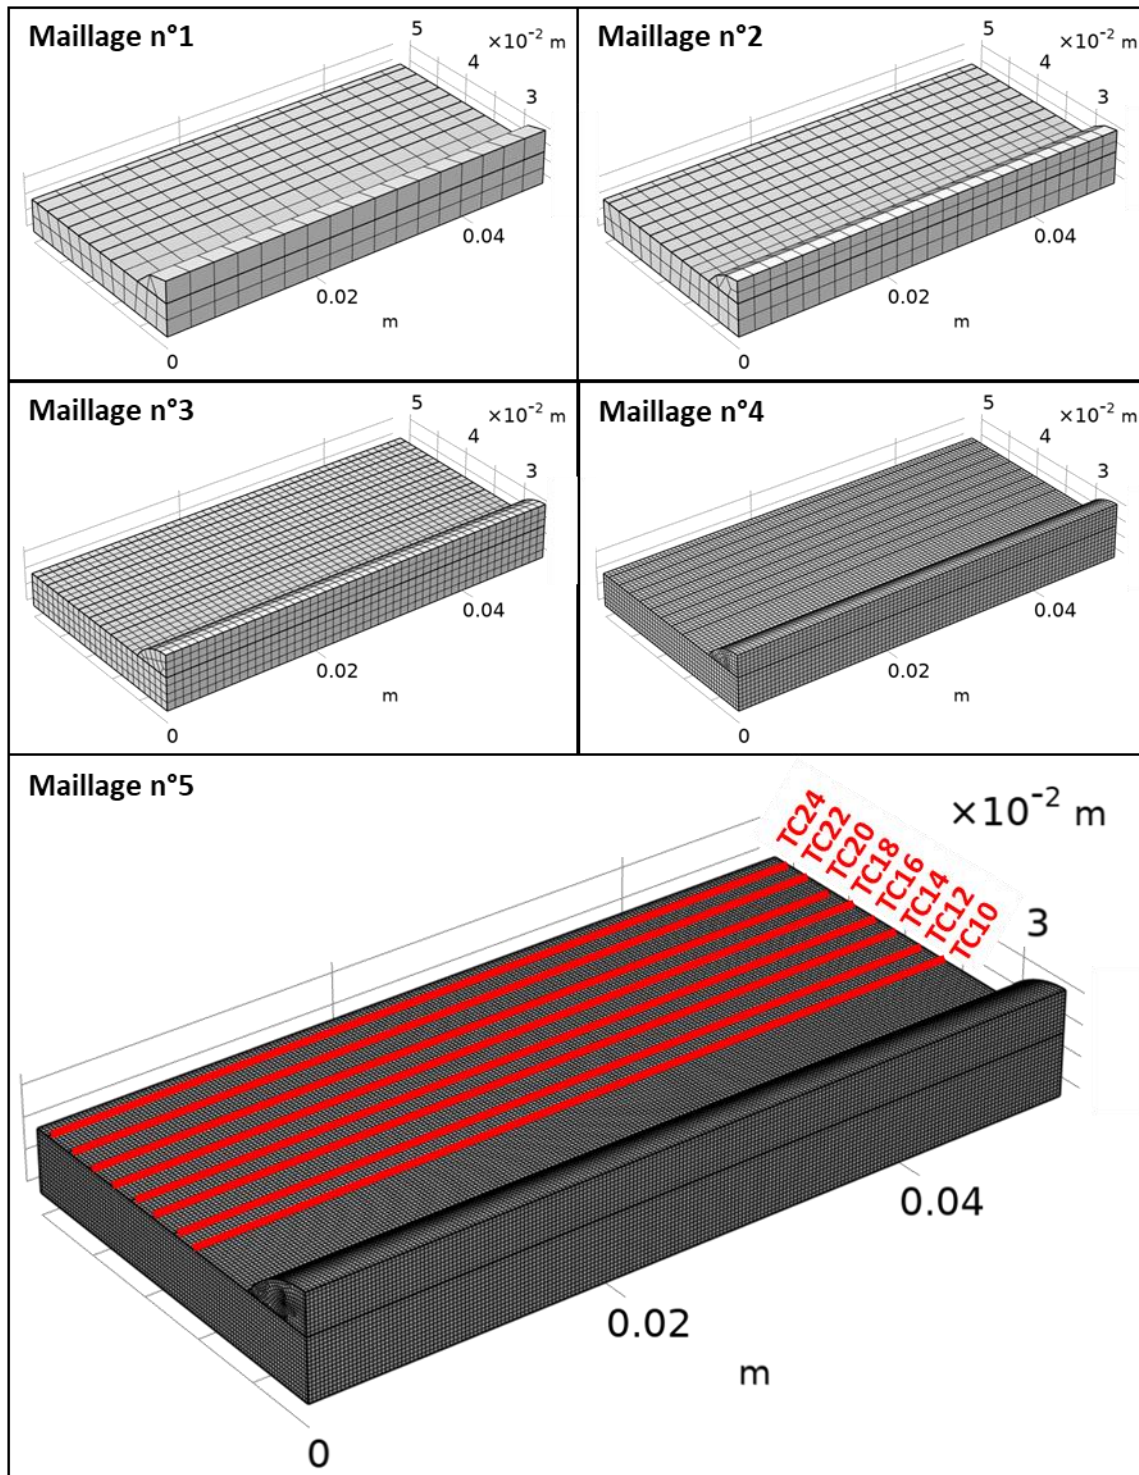 Maillage n°1
5
×10⁻² m
4
3
0.04
0.02
m
0
Maillage n°2
5
×10⁻² m
4
3
0.04
0.02
m
0
Maillage n°3
5
×10⁻² m
4
3
0.04
0.02
m
0
Maillage n°4
5
×10⁻² m
4
3
0.04
0.02
m
0
Maillage n°5
×10⁻² m
TC24
TC22
TC20
TC18
TC16
TC14
TC12
TC10
3
0.04
0.02
m
0